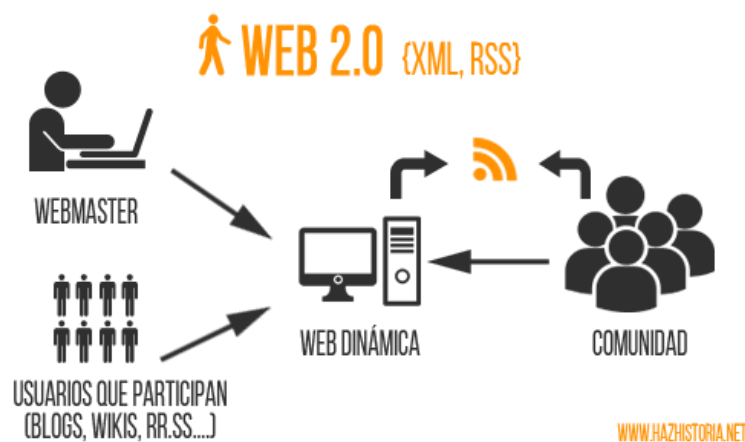 WEB 2.0 {XML, RSS}
WEBMASTER
WEB DINÁMICA
COMUNIDAD
USUARIOS QUE PARTICIPAN
(BLOGS, WIKIS, RR.SS....)
WWW.HAZHISTORIA.NET